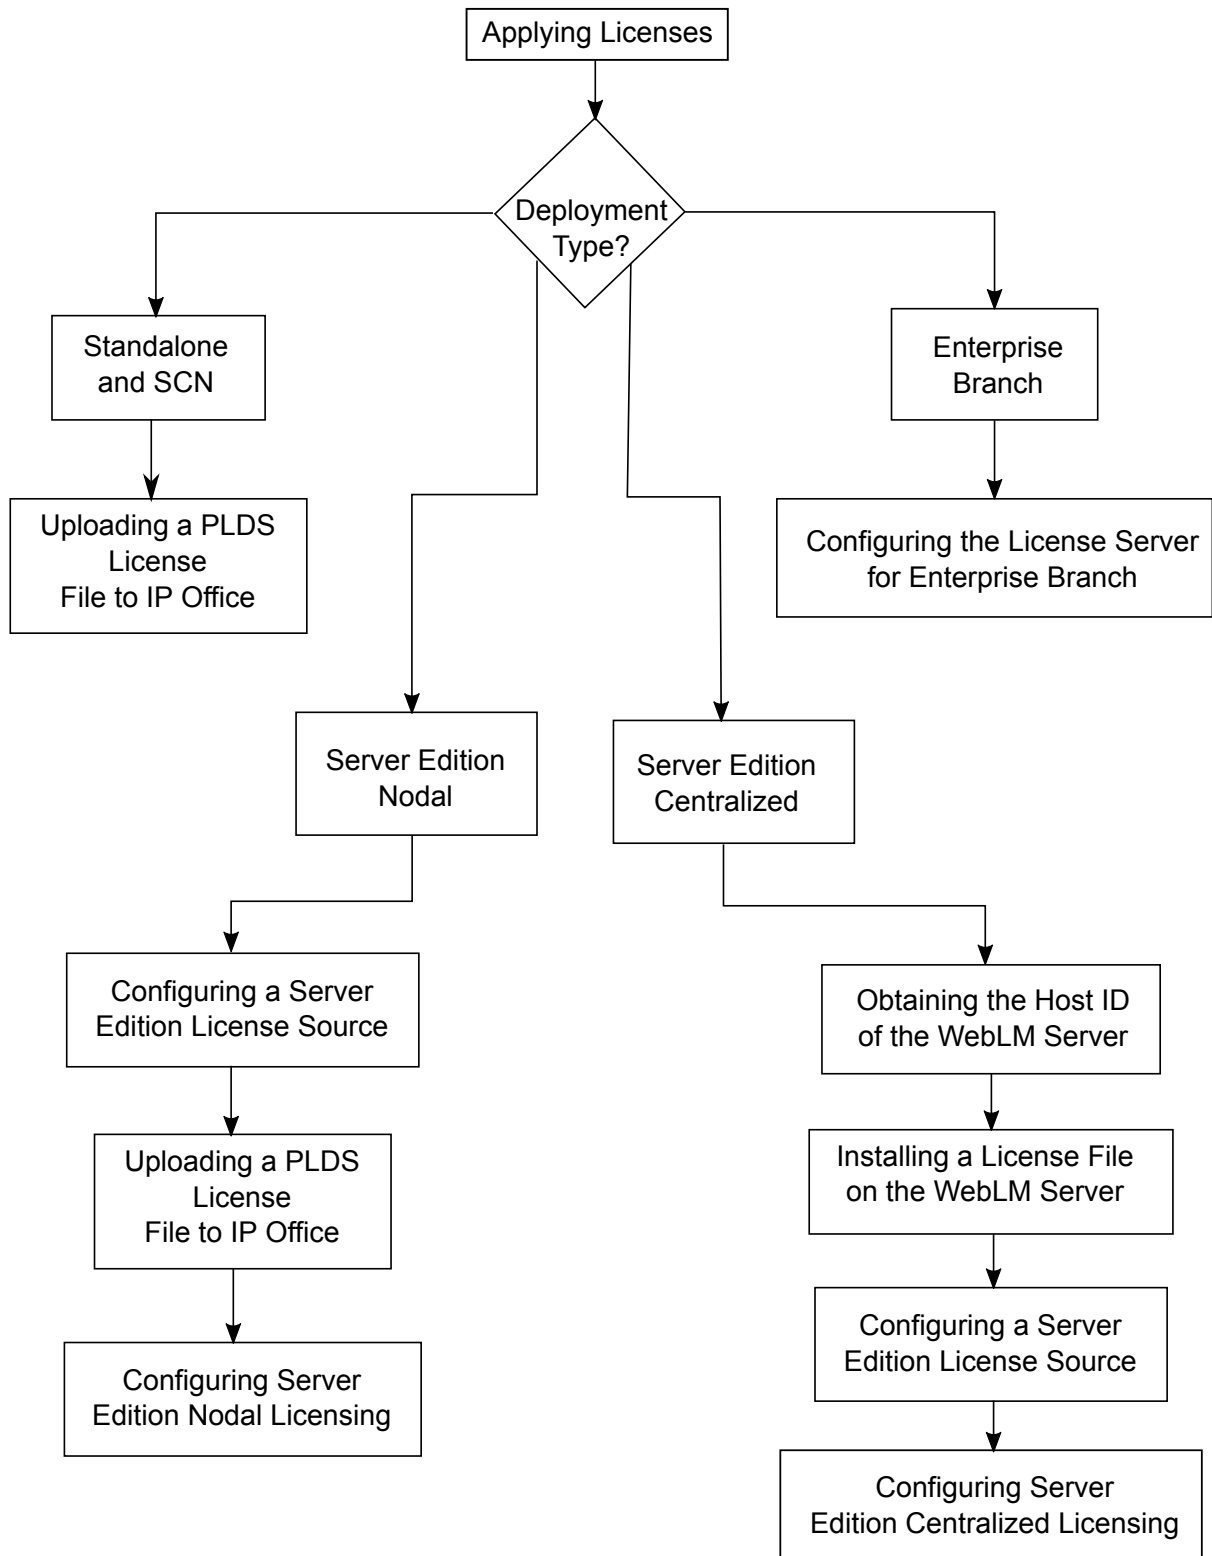 Applying Licenses
Deployment
Type?
Standalone
and SCN
Enterprise
Branch
Uploading a PLDS
License
File to IP Office
Configuring the License Server
for Enterprise Branch
Server Edition
Nodal
Server Edition
Centralized
Configuring a Server
Edition License Source
Obtaining the Host ID
of the WebLM Server
Uploading a PLDS
License
File to IP Office
Installing a License File
on the WebLM Server
Configuring Server
Edition Nodal Licensing
Configuring a Server
Edition License Source
Configuring Server
Edition Centralized Licensing